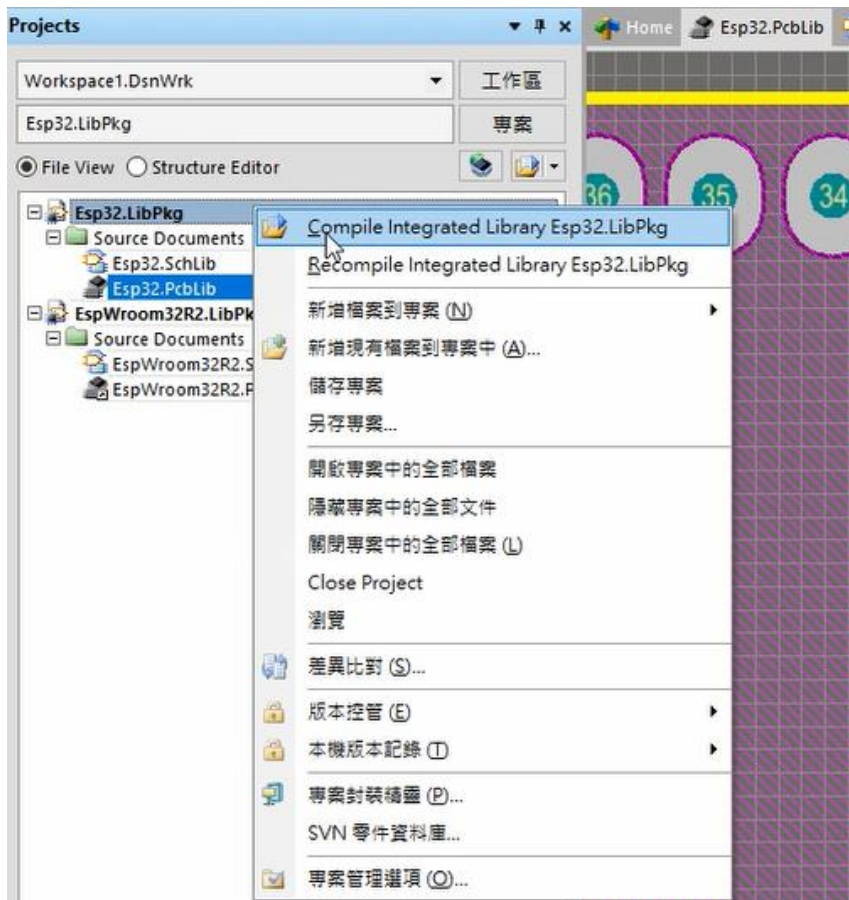 Projects
Home
Esp32.PcbLib
Workspace1.DsnWrk
工作區
Esp32.LibPkg
專案
File View
Structure Editor
36
35
34
Esp32.LibPkg
Source Documents
Esp32.SchLib
Esp32.PcbLib
EspWroom32R2.LibPk
Source Documents
EspWroom32R2.S
EspWroom32R2.P
Compile Integrated Library Esp32.LibPkg
Recompile Integrated Library Esp32.LibPkg
新增檔案到專案 (N)
新增現有檔案到專案中 (A)...
儲存專案
另存專案...
開啟專案中的全部檔案
隱藏專案中的全部文件
關閉專案中的全部檔案 (L)
Close Project
瀏覽
差異比對 (S)...
版本控管 (E)
本機版本記錄 (T)
專案封裝精靈 (P)...
SVN 零件資料庫...
專案管理選項 (O)...